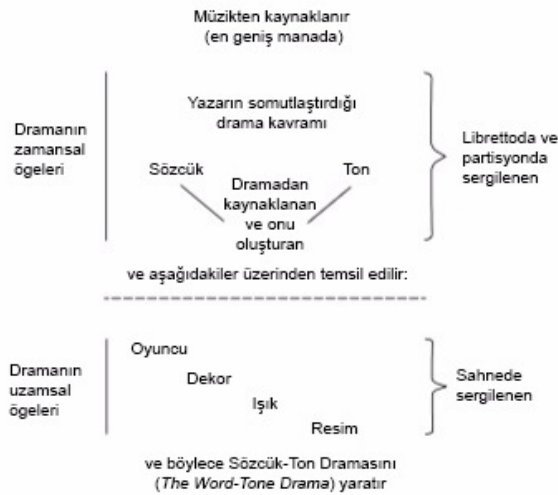 Müzikten kaynaklanır
(en geniş manada)
Dramanın
zamansal
ögeleri
Yazarın somutlaştırdığı
drama kavramı
Sözcük
Ton
Dramadan
kaynaklanan
ve onu
oluşturan
Librettoda ve
partisyonda
sergilenen
ve aşağıdakiler üzerinden temsil edilir:
Dramanın
uzamsal
ögeleri
Oyuncu
Dekor
Işık
Resim
Sahnede
sergilenen
ve böylece Sözcük-Ton Dramasını
(The Word-Tone Drama) yaratır